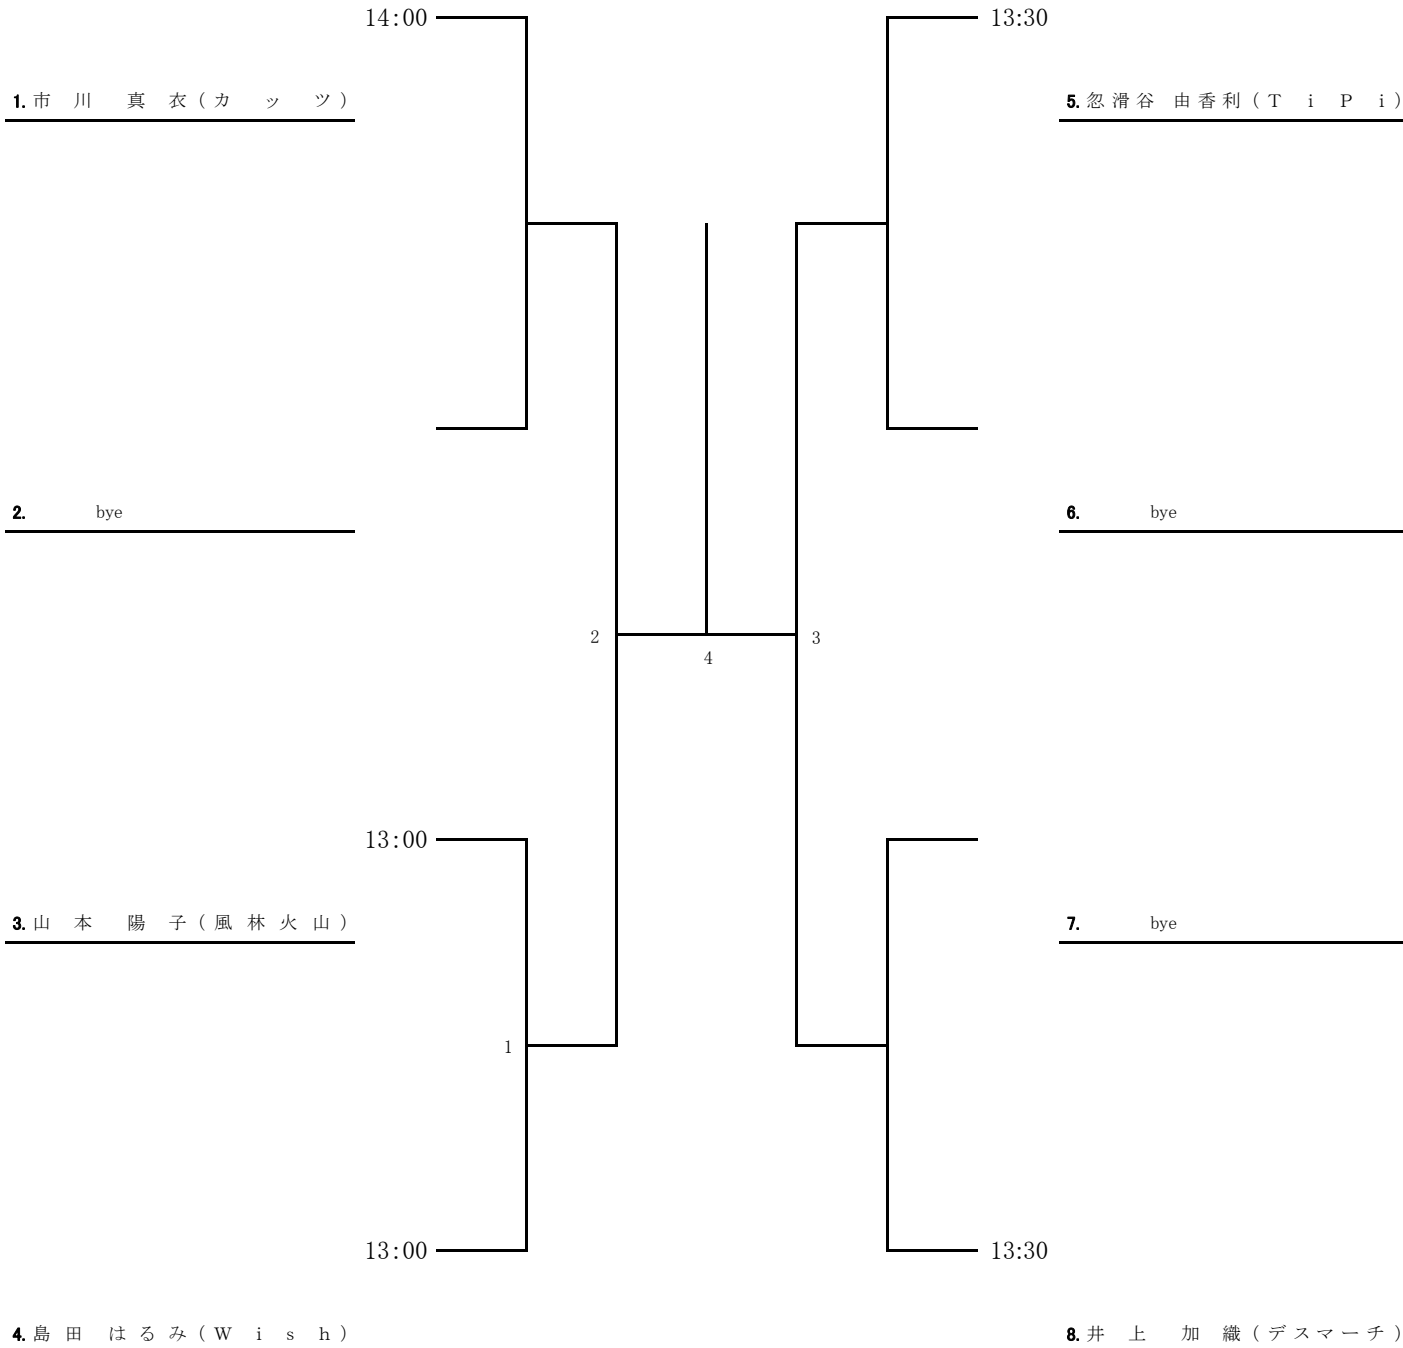 14:00
13:30
1. 市川 真衣(カッツ)
5. 忽滑谷 由香利(TiPi)
2. bye
6. bye
2
3
4
13:00
3. 山本 陽子(風林火山)
7. bye
1
13:00
13:30
4. 島田 はるみ(Wish)
8. 井上 加織(デスマーチ)